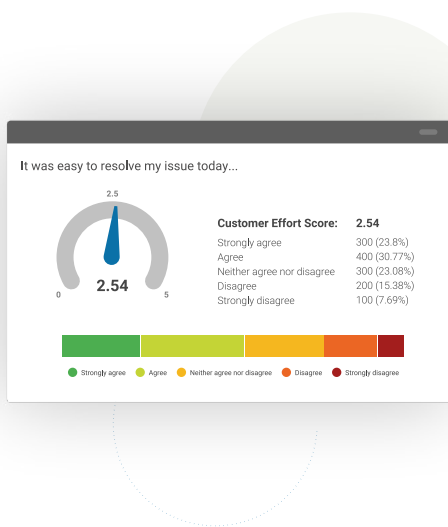 It was easy to resolve my issue today...
2.5
2.54
0
5
Customer Effort Score: 2.54
Strongly agree 300 (23.8%)
Agree 400 (30.77%)
Neither agree nor disagree 300 (23.08%)
Disagree 200 (15.38%)
Strongly disagree 100 (7.69%)
Strongly agree Agree Neither agree nor disagree Disagree Strongly disagree